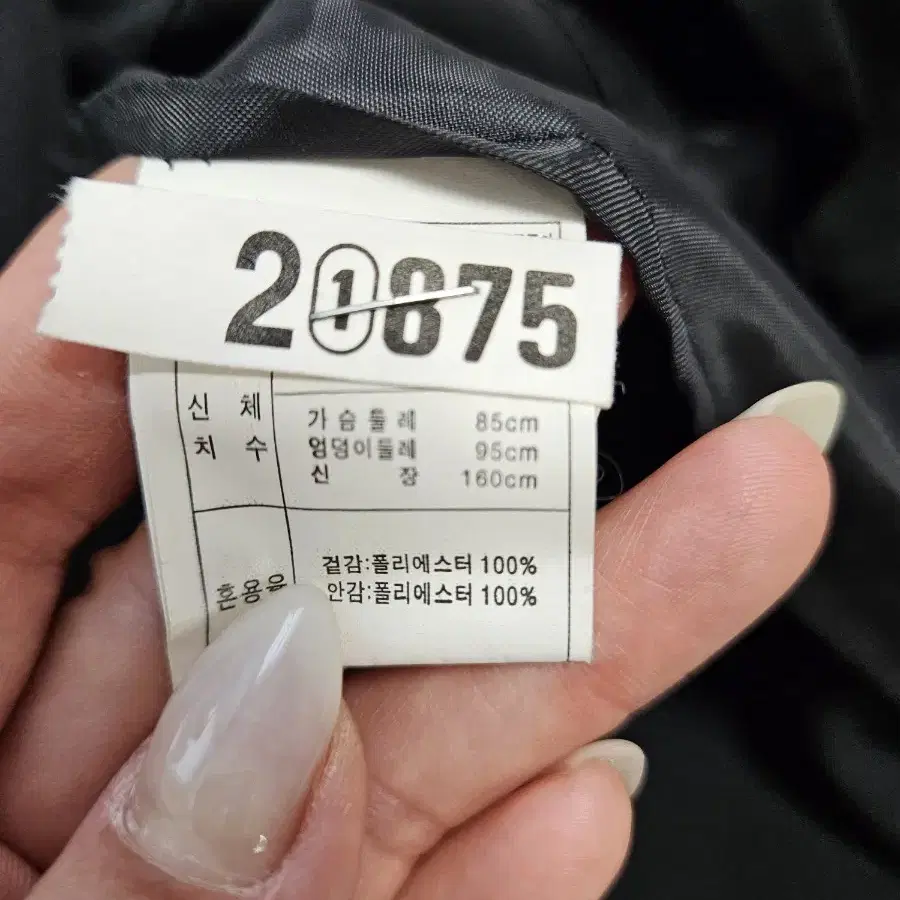 21875
신체 가슴둘레 85cm
치수 엉덩이둘레 95cm
신장 160cm
겉감:폴리에스터 100%
혼용율 안감:폴리에스터 100%